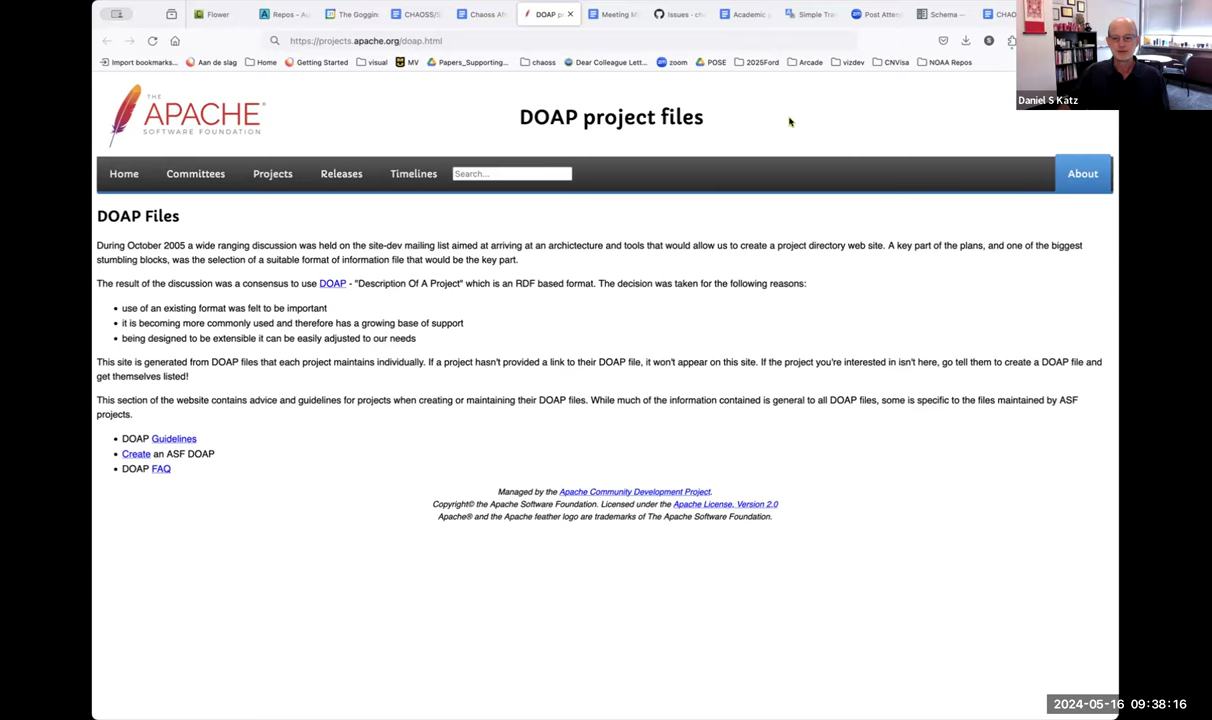 Flower
Repos - Au
The Goggin
CHAOSS/S
Chaoss Af
DOAP pr
Meeting M
Issues · ch
Academic
Simple Tra
Post Atten
Schema —
CHAO
https://projects.apache.org/doap.html
Import bookmarks...
Aan de slag
Home
Getting Started
visual
MV
Papers_Supporting...
chaoss
Dear Colleague Lett...
zoom
POSE
2025Ford
Arcade
vizdev
CNVisa
NOAA Repos
Daniel S Katz
THE
APACHE®
SOFTWARE FOUNDATION
DOAP project files
Home
Committees
Projects
Releases
Timelines
Search...
About
DOAP Files
During October 2005 a wide ranging discussion was held on the site-dev mailing list aimed at arriving at an archictecture and tools that would allow us to create a project directory web site. A key part of the plans, and one of the biggest
stumbling blocks, was the selection of a suitable format of information file that would be the key part.
The result of the discussion was a consensus to use DOAP - "Description Of A Project" which is an RDF based format. The decision was taken for the following reasons:
• use of an existing format was felt to be important
• it is becoming more commonly used and therefore has a growing base of support
• being designed to be extensible it can be easily adjusted to our needs
This site is generated from DOAP files that each project maintains individually. If a project hasn't provided a link to their DOAP file, it won't appear on this site. If the project you're interested in isn't here, go tell them to create a DOAP file and
get themselves listed!
This section of the website contains advice and guidelines for projects when creating or maintaining their DOAP files. While much of the information contained is general to all DOAP files, some is specific to the files maintained by ASF
projects.
• DOAP Guidelines
• Create an ASF DOAP
• DOAP FAQ
Managed by the Apache Community Development Project.
Copyright© the Apache Software Foundation. Licensed under the Apache License, Version 2.0
Apache® and the Apache feather logo are trademarks of The Apache Software Foundation.
2024-05-16 09:38:16